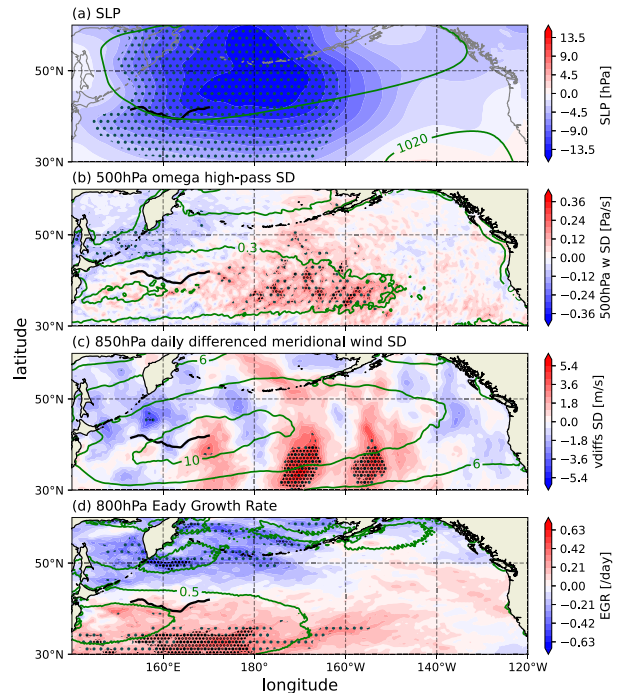 (a) SLP
50°N
30°N
1020
13.5
9.0
4.5
0.0
−4.5
−9.0
−13.5
SLP [hPa]
(b) 500hPa omega high-pass SD
50°N
30°N
0.3
0.36
0.24
0.12
0.00
−0.12
−0.24
−0.36
500hPa w SD [Pa/s]
(c) 850hPa daily differenced meridional wind SD
50°N
30°N
6
10
6
5.4
3.6
1.8
0.0
−1.8
−3.6
−5.4
vdiffs SD [m/s]
(d) 800hPa Eady Growth Rate
50°N
30°N
0.5
0.63
0.42
0.21
0.00
−0.21
−0.42
−0.63
EGR [/day]
160°E
180°
160°W
140°W
120°W
longitude
latitude